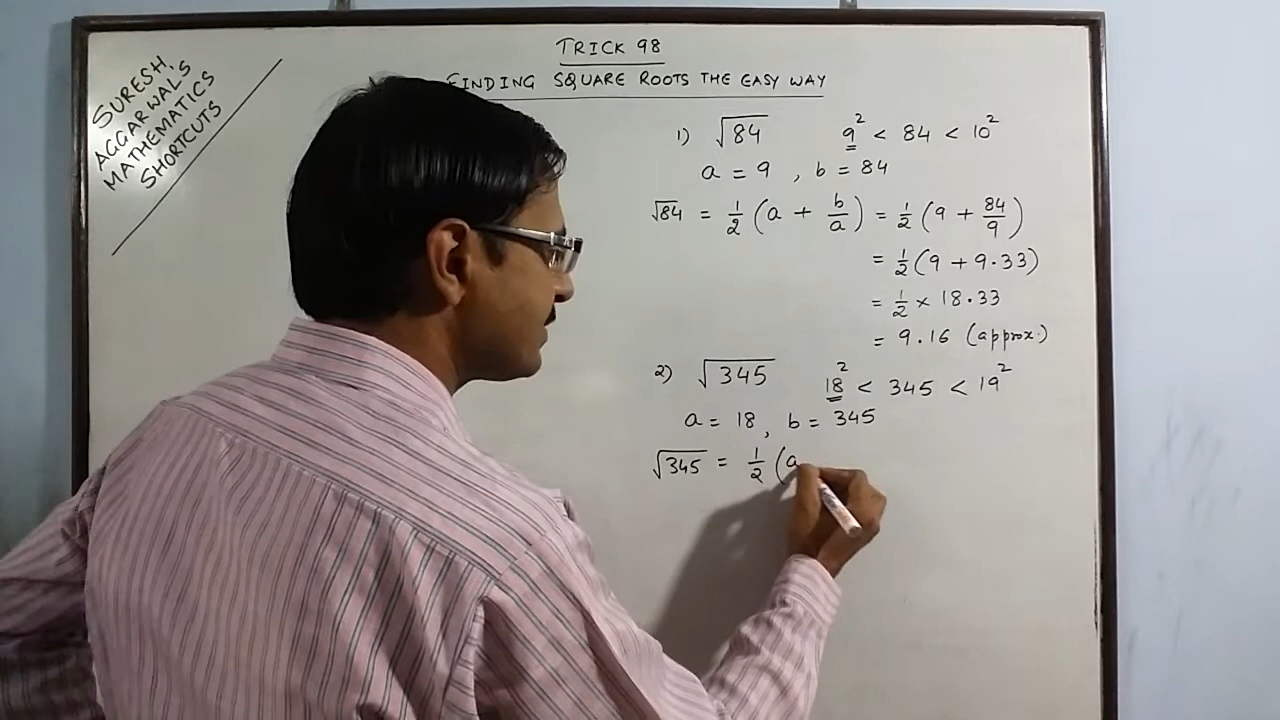 SURESH
AGGARWAL'S
MATHEMATICS
SHORTCUTS
TRICK 98
FINDING SQUARE ROOTS THE EASY WAY
1) √84 9² < 84 < 10²
a = 9 , b = 84
√84 = 1/2 (a + b/a) = 1/2 (9 + 84/9)
= 1/2 (9 + 9.33)
= 1/2 × 18.33
= 9.16 (approx.)
2) √345 18² < 345 < 19²
a = 18 , b = 345
√345 = 1/2 (a